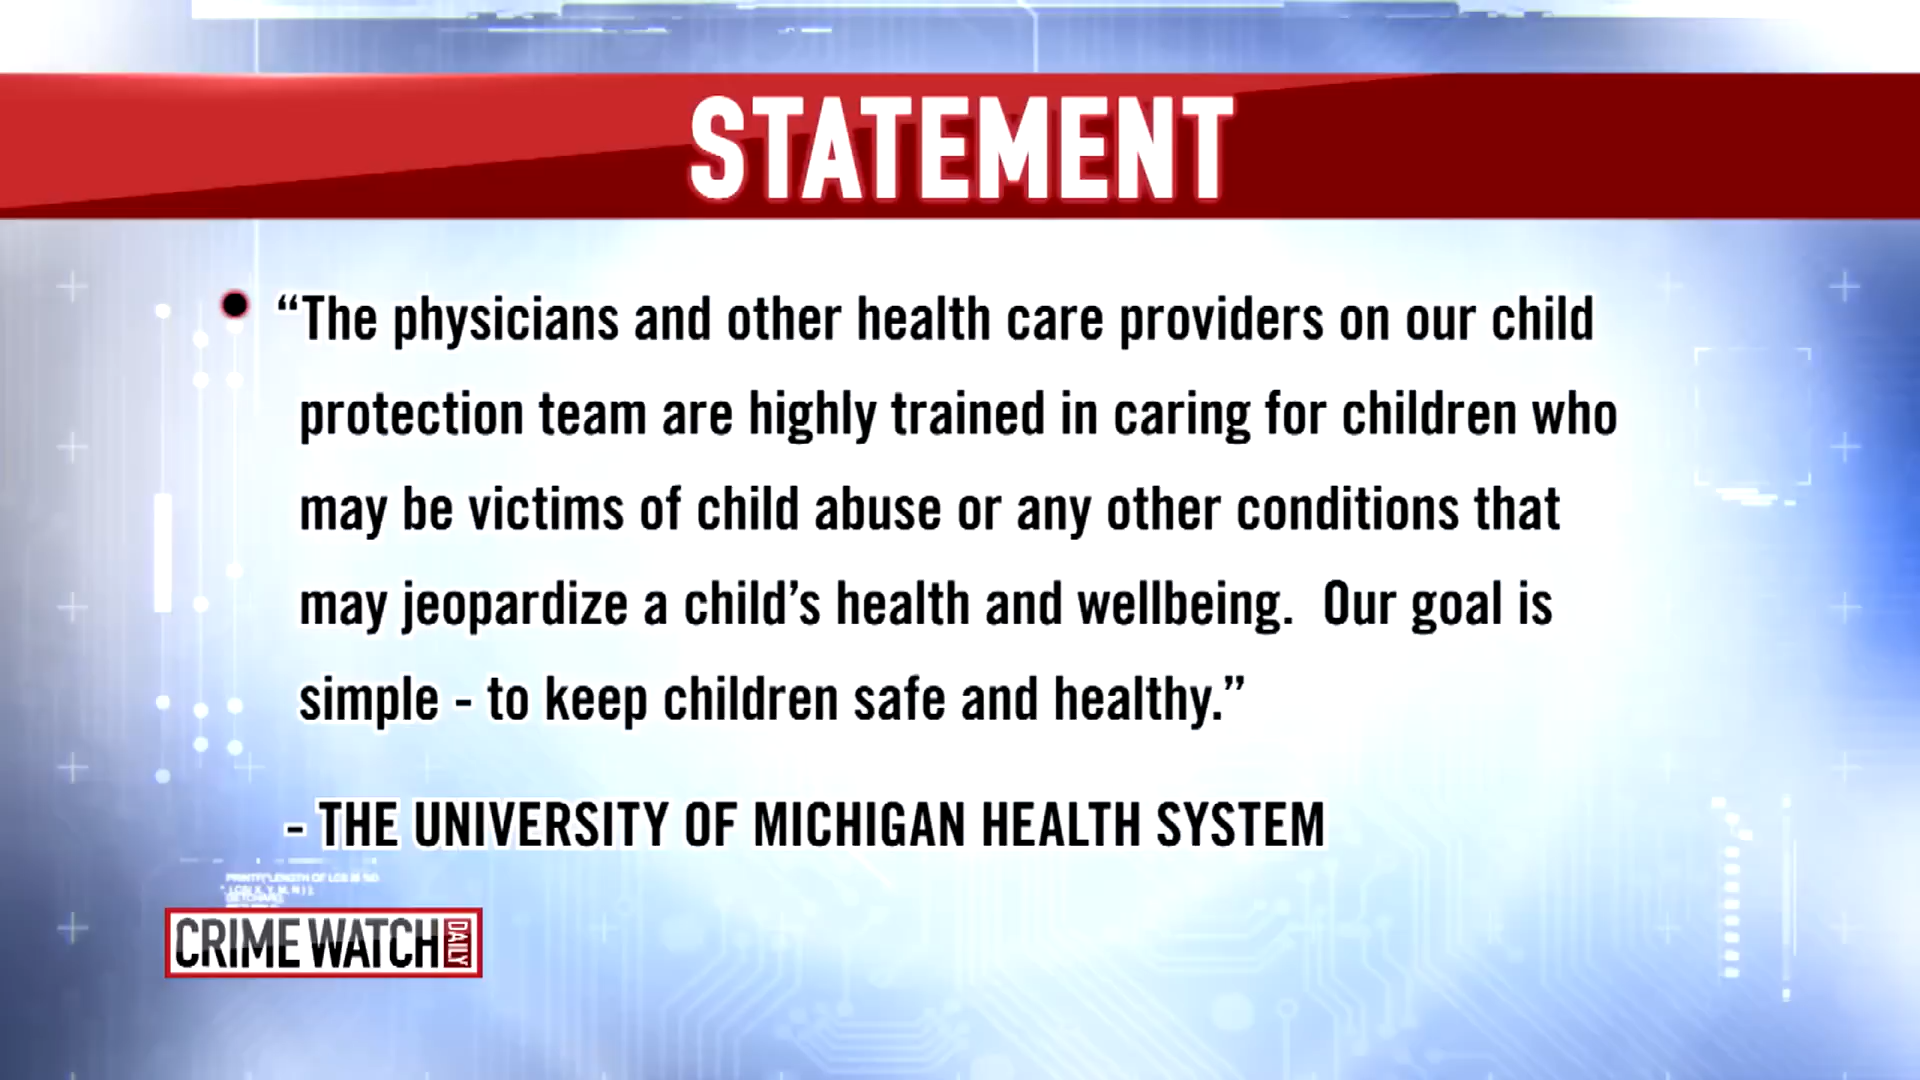 STATEMENT
• “The physicians and other health care providers on our child
protection team are highly trained in caring for children who
may be victims of child abuse or any other conditions that
may jeopardize a child’s health and wellbeing.  Our goal is
simple - to keep children safe and healthy.”
- THE UNIVERSITY OF MICHIGAN HEALTH SYSTEM
CRIME WATCH DAILY